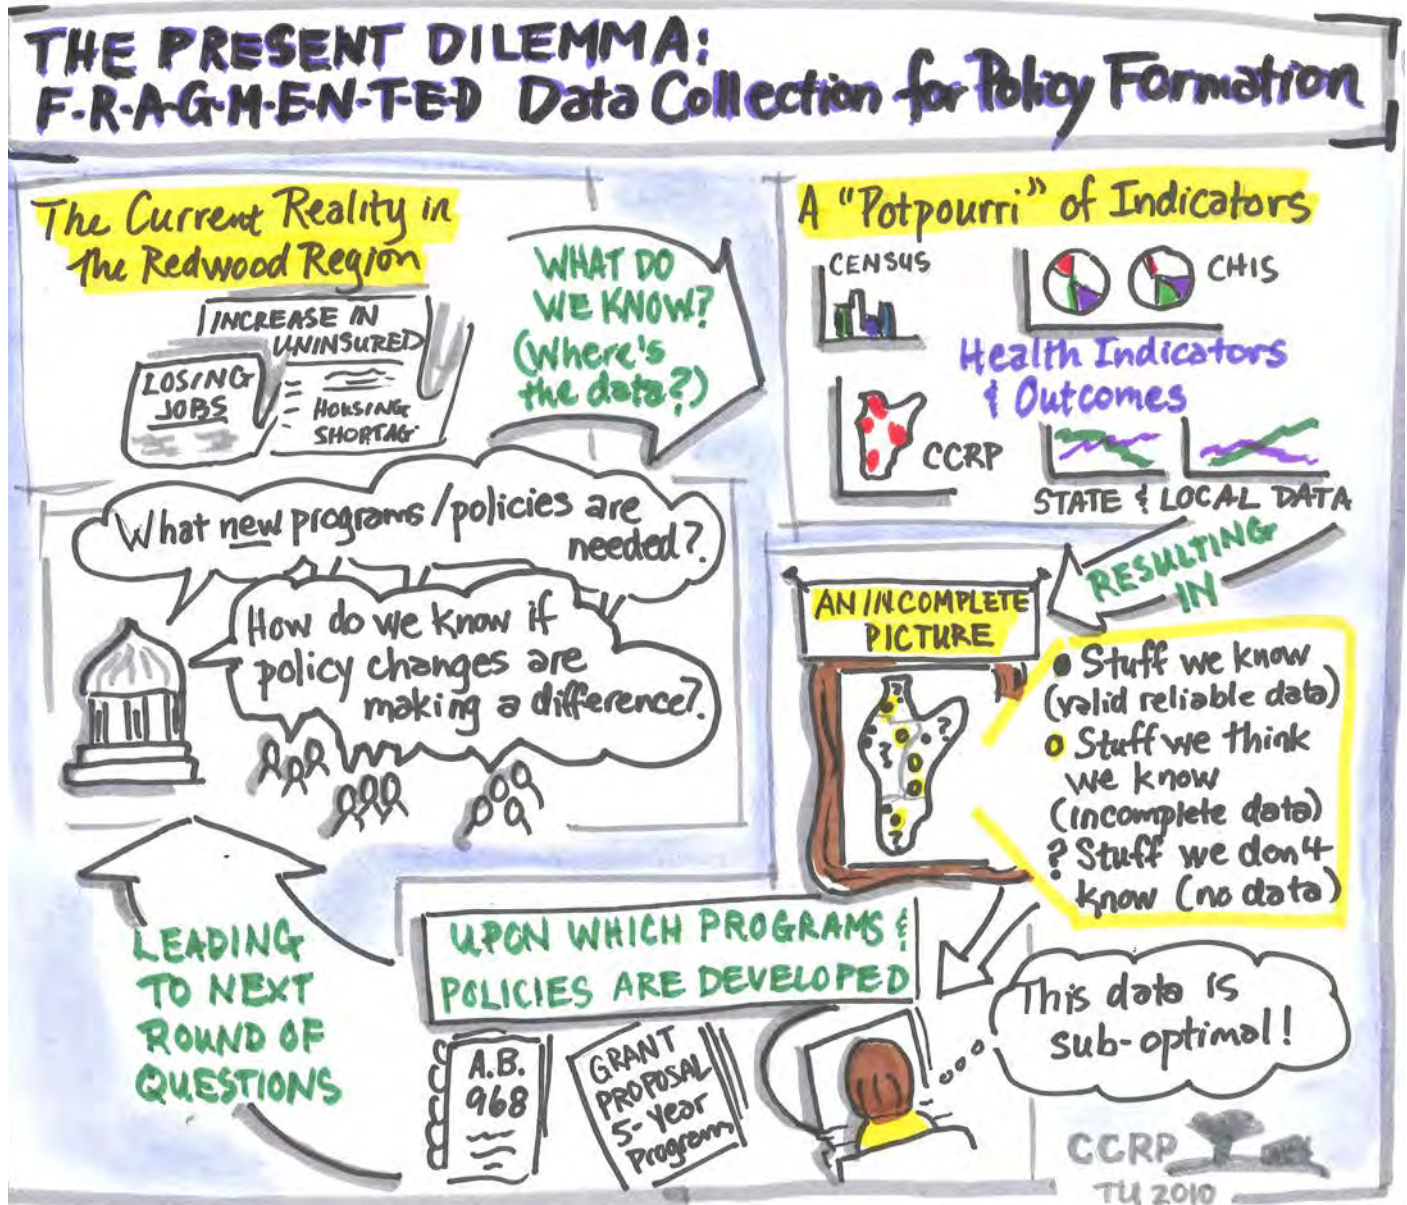 THE PRESENT DILEMMA:
F-R-A-G-M-E-N-T-E-D Data Collection for Policy Formation
The Current Reality in
the Redwood Region
INCREASE IN
UNINSURED
LOSING
JOBS
HOUSING
SHORTAG
WHAT DO
WE KNOW?
(Where's
the data?)
A "Potpourri" of Indicators
CENSUS
CHIS
Health Indicators
& Outcomes
CCRP
STATE & LOCAL DATA
RESULTING
IN
What new programs/policies are
needed?
How do we know if
policy changes are
making a difference?
AN INCOMPLETE
PICTURE
?
?
?
?
• Stuff we know
(valid reliable data)
Stuff we think
we know
(incomplete data)
? Stuff we don't
know (no data)
UPON WHICH PROGRAMS &
POLICIES ARE DEVELOPED
A.B.
968
GRANT
PROPOSAL
5-Year
Program
This data is
sub-optimal!
LEADING
TO NEXT
ROUND OF
QUESTIONS
CCRP
TU 2010